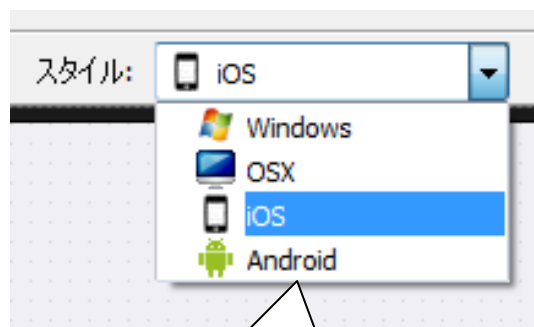 スタイル: iOS
Windows
OSX
iOS
Android